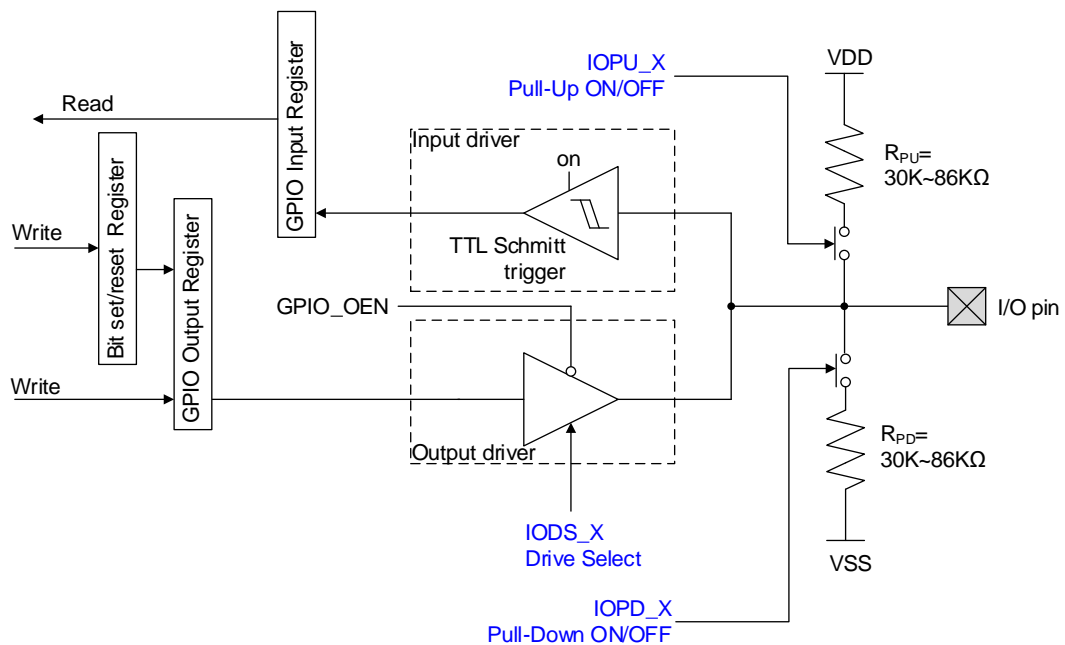 IOPU_X
Pull-Up ON/OFF
VDD
Read
GPIO Input Register
Input driver
on
R_PU=
30K~86KΩ
Write
Bit set/reset Register
GPIO Output Register
TTL Schmitt
trigger
GPIO_OEN
I/O pin
Write
Output driver
R_PD=
30K~86KΩ
IODS_X
Drive Select
VSS
IOPD_X
Pull-Down ON/OFF